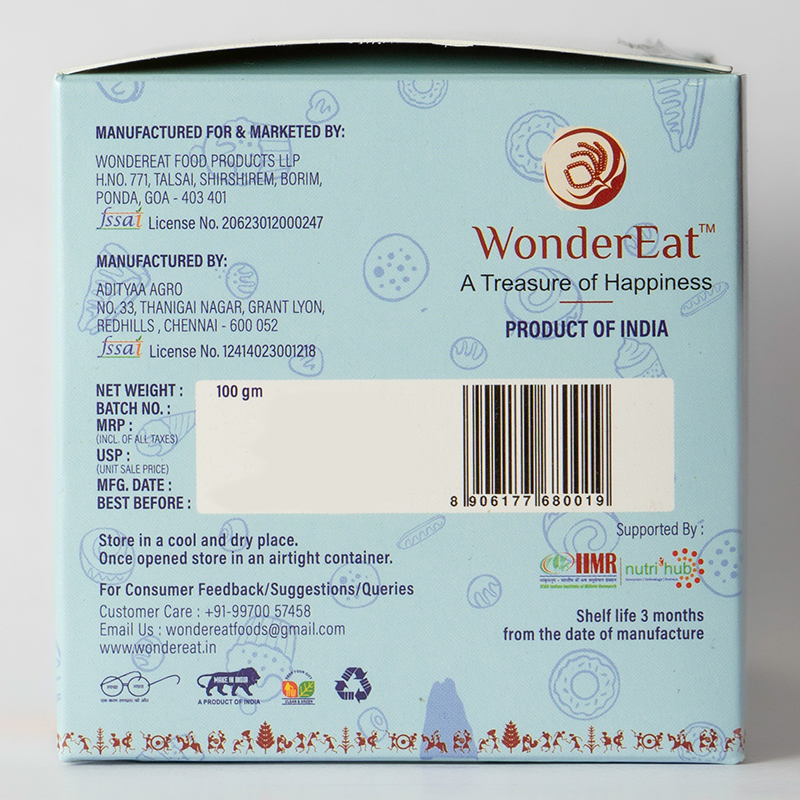 MANUFACTURED FOR & MARKETED BY:
WONDEREAT FOOD PRODUCTS LLP
H.NO. 771, TALSAI, SHIRSHIREM, BORIM,
PONDA, GOA - 403 401
fssai License No. 20623012000247
MANUFACTURED BY:
ADITYAA AGRO
NO. 33, THANIGAI NAGAR, GRANT LYON,
REDHILLS , CHENNAI - 600 052
fssai License No. 12414023001218
WonderEat™
A Treasure of Happiness
PRODUCT OF INDIA
NET WEIGHT : 100 gm
BATCH NO. :
MRP :
(INCL. OF ALL TAXES)
USP :
(UNIT SALE PRICE)
MFG. DATE :
BEST BEFORE :
8 906177 680019
Store in a cool and dry place.
Once opened store in an airtight container.
For Consumer Feedback/Suggestions/Queries
Customer Care : +91-99700 57458
Email Us : wondereatfoods@gmail.com
www.wondereat.in
Supported By :
IIMR
nutri hub
Shelf life 3 months
from the date of manufacture
MAKE IN INDIA
A PRODUCT OF INDIA
KEEP YOUR CITY
CLEAN & GREEN